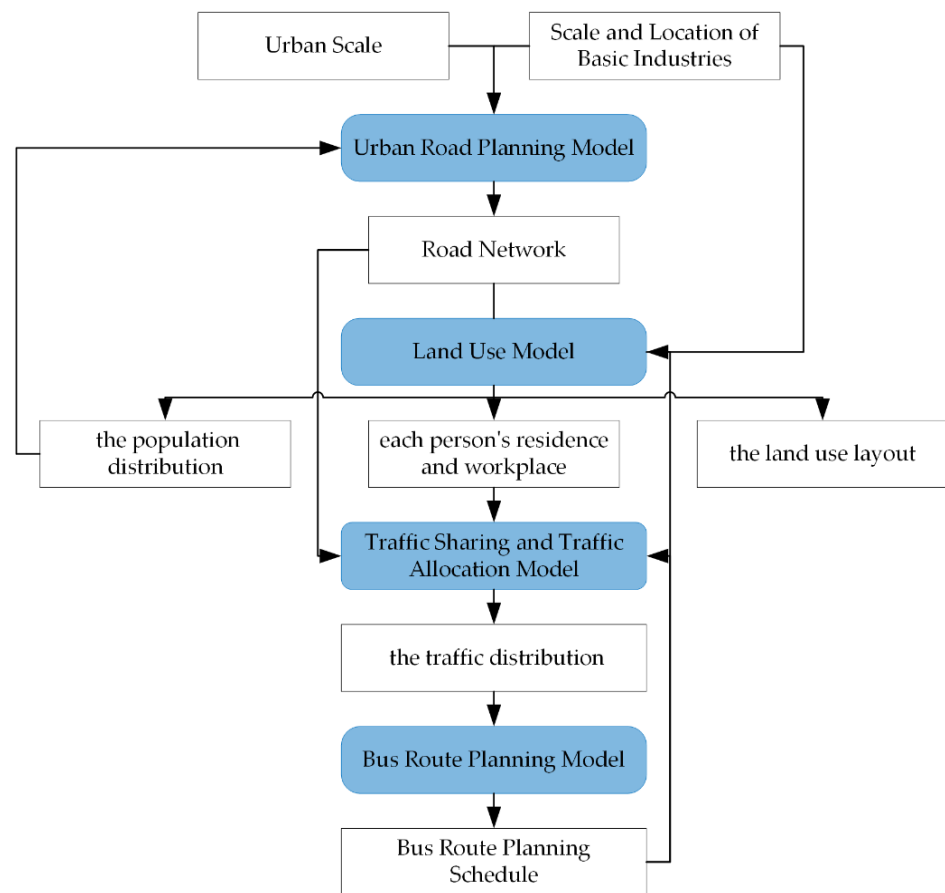 Urban Scale
Scale and Location of
Basic Industries
Urban Road Planning Model
Road Network
Land Use Model
the population
distribution
each person's residence
and workplace
the land use layout
Traffic Sharing and Traffic
Allocation Model
the traffic distribution
Bus Route Planning Model
Bus Route Planning
Schedule